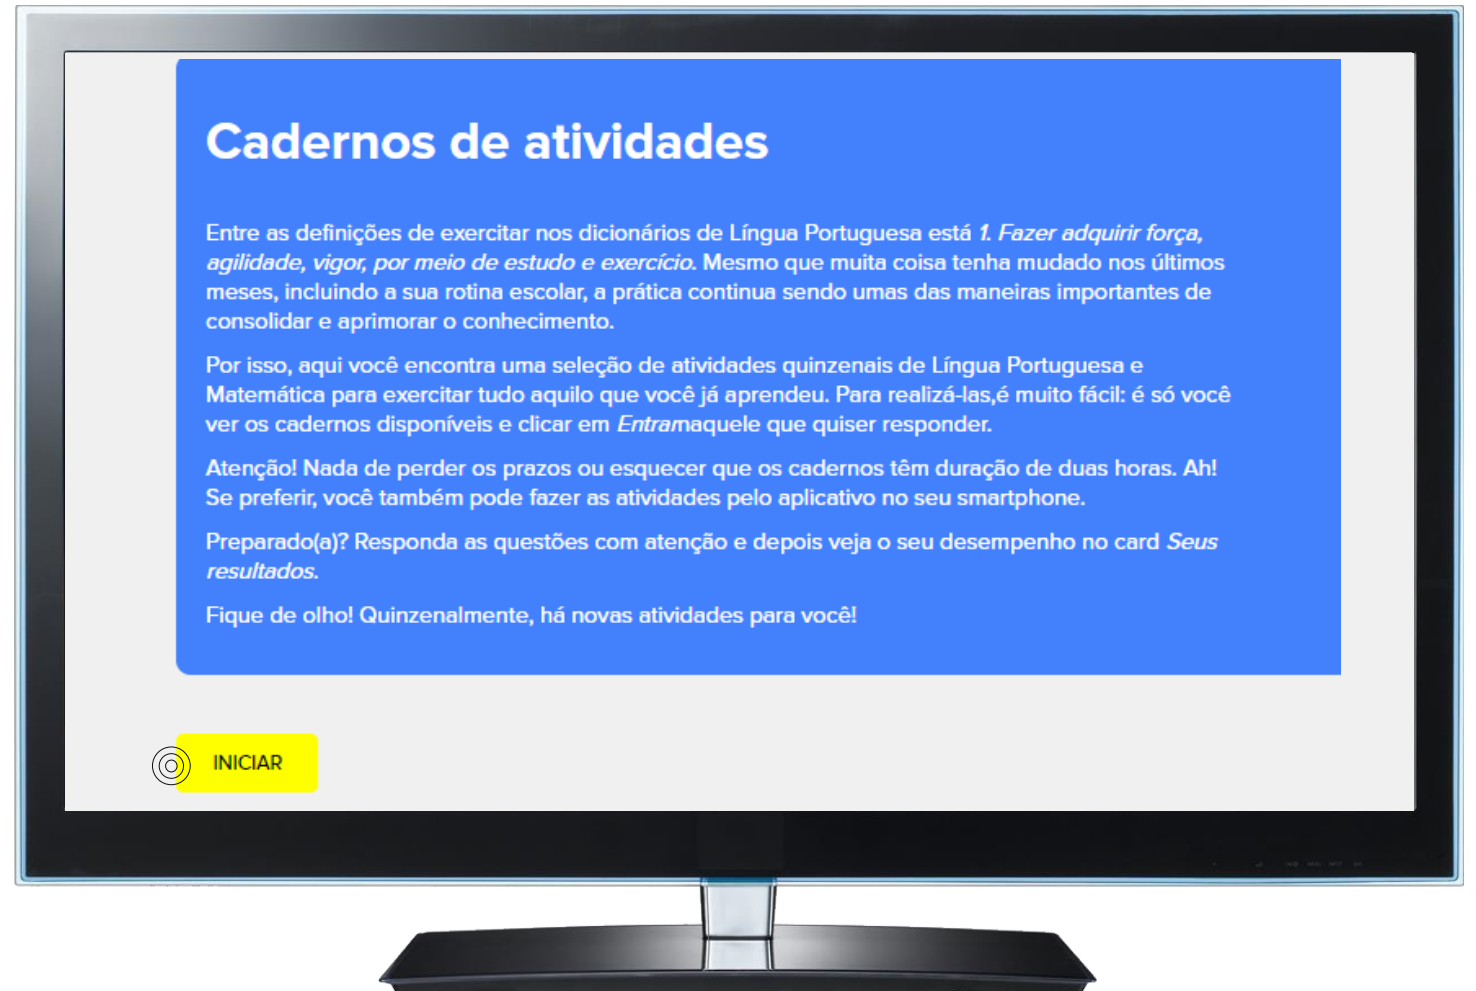 Cadernos de atividades
Entre as definições de exercitar nos dicionários de Língua Portuguesa está 1. Fazer adquirir força,
agilidade, vigor, por meio de estudo e exercício. Mesmo que muita coisa tenha mudado nos últimos
meses, incluindo a sua rotina escolar, a prática continua sendo umas das maneiras importantes de
consolidar e aprimorar o conhecimento.
Por isso, aqui você encontra uma seleção de atividades quinzenais de Língua Portuguesa e
Matemática para exercitar tudo aquilo que você já aprendeu. Para realizá-las,é muito fácil: é só você
ver os cadernos disponíveis e clicar em Entrarnaquele que quiser responder.
Atenção! Nada de perder os prazos ou esquecer que os cadernos têm duração de duas horas. Ah!
Se preferir, você também pode fazer as atividades pelo aplicativo no seu smartphone.
Preparado(a)? Responda as questões com atenção e depois veja o seu desempenho no card Seus
resultados.
Fique de olho! Quinzenalmente, há novas atividades para você!
INICIAR